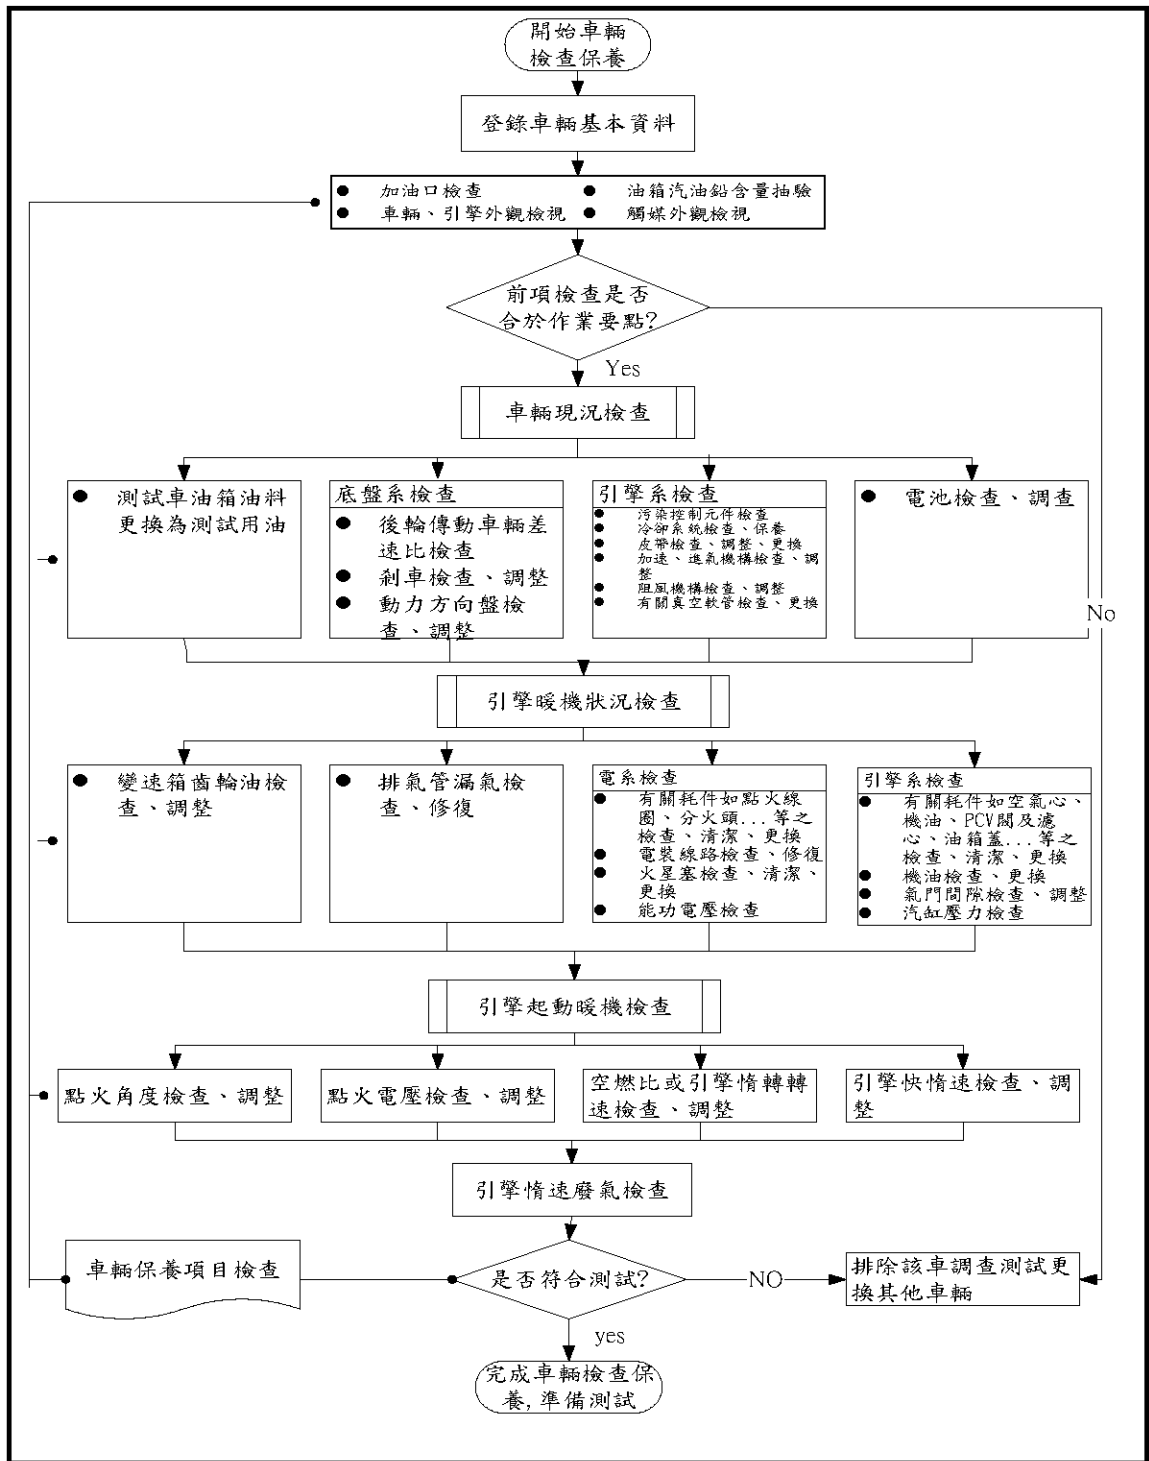 開始車輛
檢查保養
登錄車輛基本資料
● 加油口檢查
● 油箱汽油鉛含量抽驗
● 車輛、引擎外觀檢視
● 觸媒外觀檢視
前項檢查是否
合於作業要點?
Yes
No
車輛現況檢查
● 測試車油箱油料
更換為測試用油
底盤系檢查
● 後輪傳動車輛差
速比檢查
● 剎車檢查、調整
● 動力方向盤檢
查、調整
引擎系檢查
● 污染控制元件檢查
● 冷卻系統檢查、保養
● 皮帶檢查、調整、更換
● 加速、進氣機構檢查、調
整
● 阻風機構檢查、調整
● 有關真空軟管檢查、更換
● 電池檢查、調查
引擎暖機狀況檢查
● 變速箱齒輪油檢
查、調整
● 排氣管漏氣檢
查、修復
電系檢查
● 有關耗件如點火線
圈、分火頭...等之
檢查、清潔、更換
● 電裝線路檢查、修復
● 火星塞檢查、清潔、
更換
● 能功電壓檢查
引擎系檢查
● 有關耗件如空氣心、
機油、PCV閥及濾
心、油箱蓋...等之
檢查、清潔、更換
● 機油檢查、更換
● 氣門間隙檢查、調整
● 汽缸壓力檢查
引擎起動暖機檢查
點火角度檢查、調整
點火電壓檢查、調整
空燃比或引擎惰轉轉
速檢查、調整
引擎快惰速檢查、調
整
引擎惰速廢氣檢查
車輛保養項目檢查
是否符合測試?
NO
排除該車調查測試更
換其他車輛
yes
完成車輛檢查保
養,準備測試